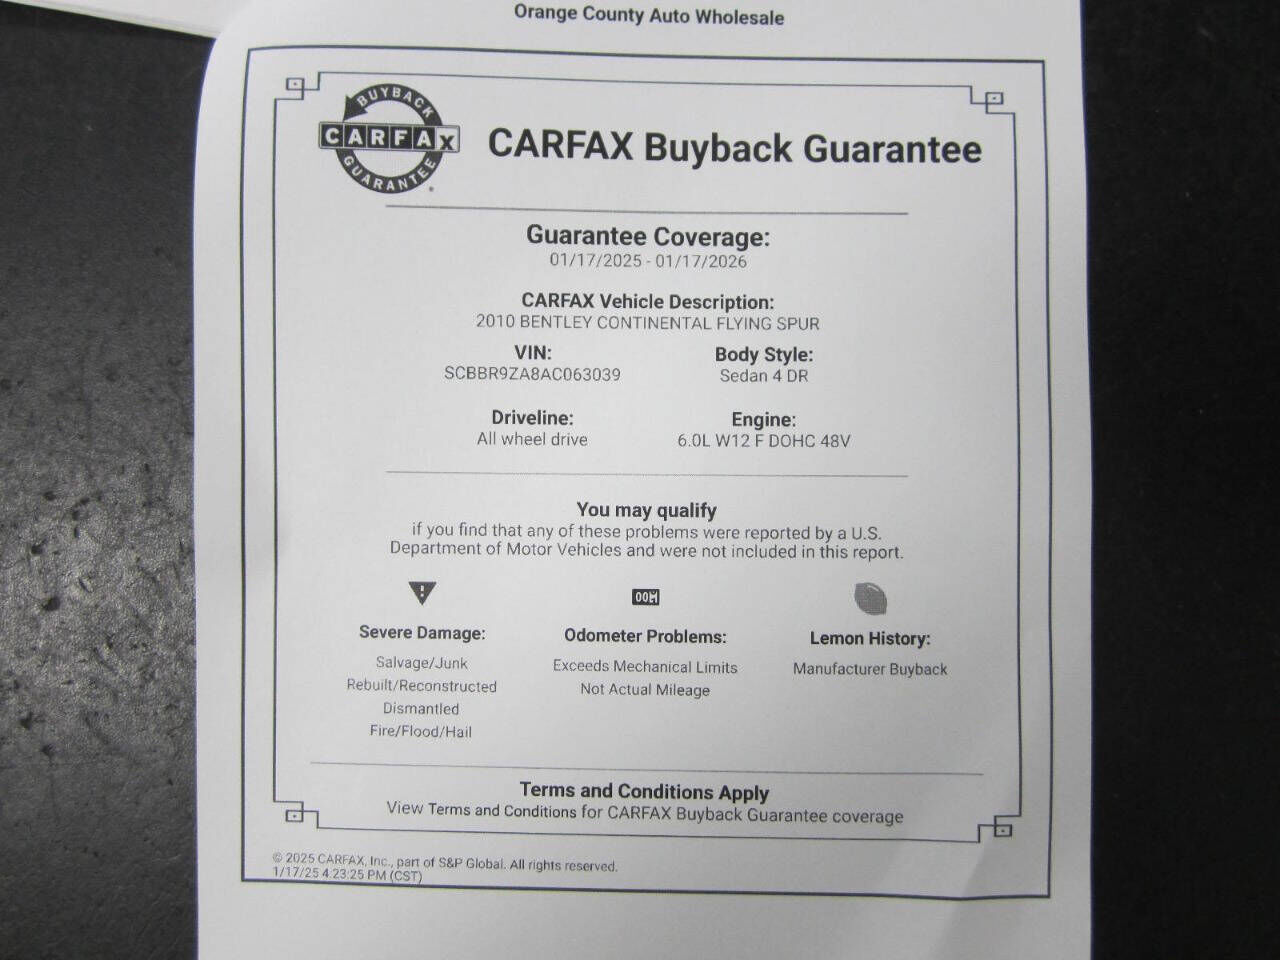 Orange County Auto Wholesale
BUYBACK
CARFAX
GUARANTEE
CARFAX Buyback Guarantee
Guarantee Coverage:
01/17/2025 - 01/17/2026
CARFAX Vehicle Description:
2010 BENTLEY CONTINENTAL FLYING SPUR
VIN: Body Style:
SCBBR9ZA8AC063039 Sedan 4 DR
Driveline: Engine:
All wheel drive 6.0L W12 F DOHC 48V
You may qualify
if you find that any of these problems were reported by a U.S.
Department of Motor Vehicles and were not included in this report.
Severe Damage:
Salvage/Junk
Rebuilt/Reconstructed
Dismantled
Fire/Flood/Hail
Odometer Problems:
Exceeds Mechanical Limits
Not Actual Mileage
Lemon History:
Manufacturer Buyback
Terms and Conditions Apply
View Terms and Conditions for CARFAX Buyback Guarantee coverage
© 2025 CARFAX, Inc., part of S&P Global. All rights reserved.
1/17/25 4:23:25 PM (CST)